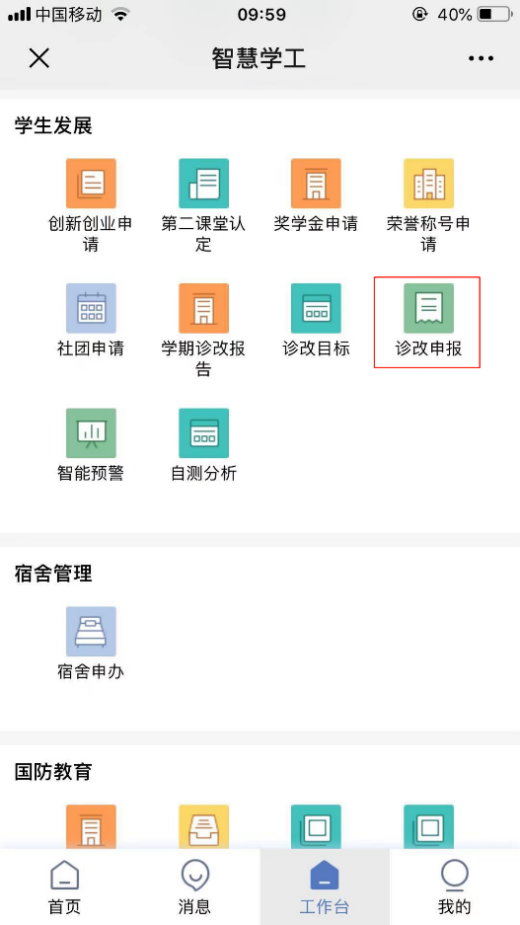 中国移动
09:59
40%
智慧学工
学生发展
创新创业申
请
第二课堂认
定
奖学金申请
荣誉称号申
请
社团申请
学期诊改报
告
诊改目标
诊改申报
智能预警
自测分析
宿舍管理
宿舍申办
国防教育
首页
消息
工作台
我的